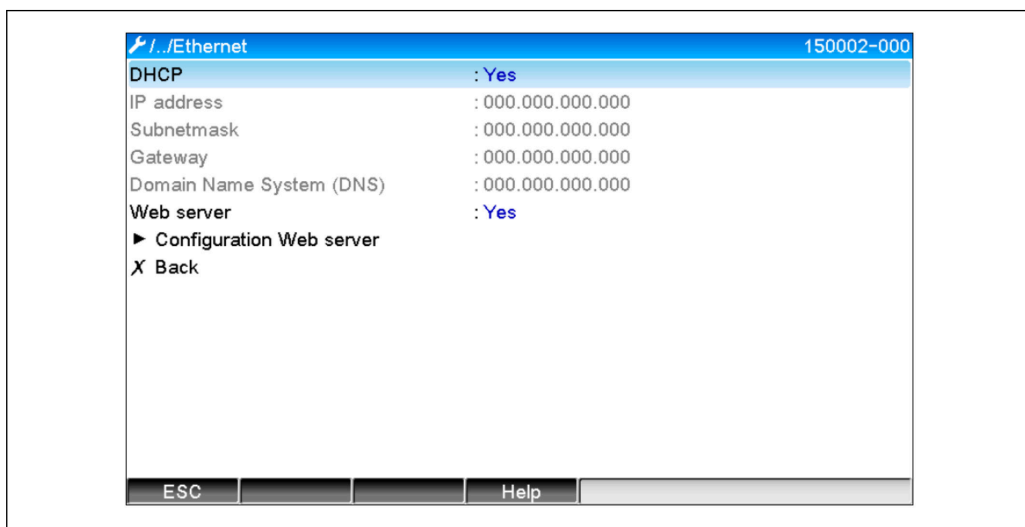 /../Ethernet 150002-000
DHCP : Yes
IP address : 000.000.000.000
Subnetmask : 000.000.000.000
Gateway : 000.000.000.000
Domain Name System (DNS) : 000.000.000.000
Web server : Yes
► Configuration Web server
X Back
ESC Help